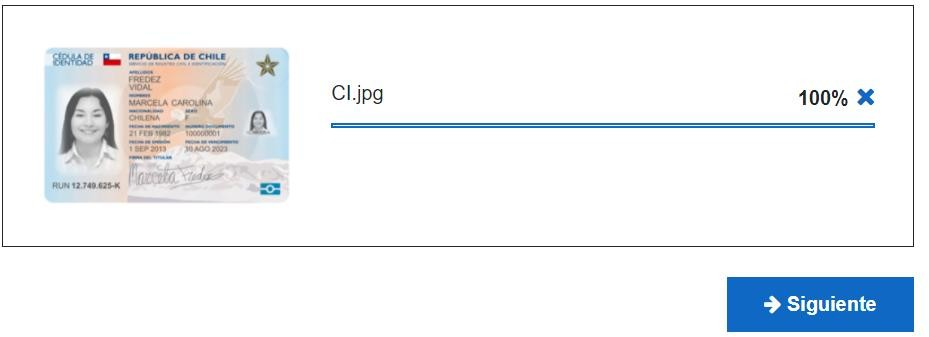 CÉDULA DE
IDENTIDAD
REPÚBLICA DE CHILE
SERVICIO DE REGISTRO CIVIL E IDENTIFICACIÓN
APELLIDOS
FREDEZ
VIDAL
NOMBRES
MARCELA CAROLINA
NACIONALIDAD SEXO
CHILENA F
FECHA DE NACIMIENTO NÚMERO DOCUMENTO
21 FEB 1982 100000001
FECHA DE EMISIÓN FECHA DE VENCIMIENTO
1 SEP 2013 30 AGO 2023
FIRMA DEL TITULAR
Marcela Fredez
RUN 12.749.625-K
CI.jpg
100%
Siguiente